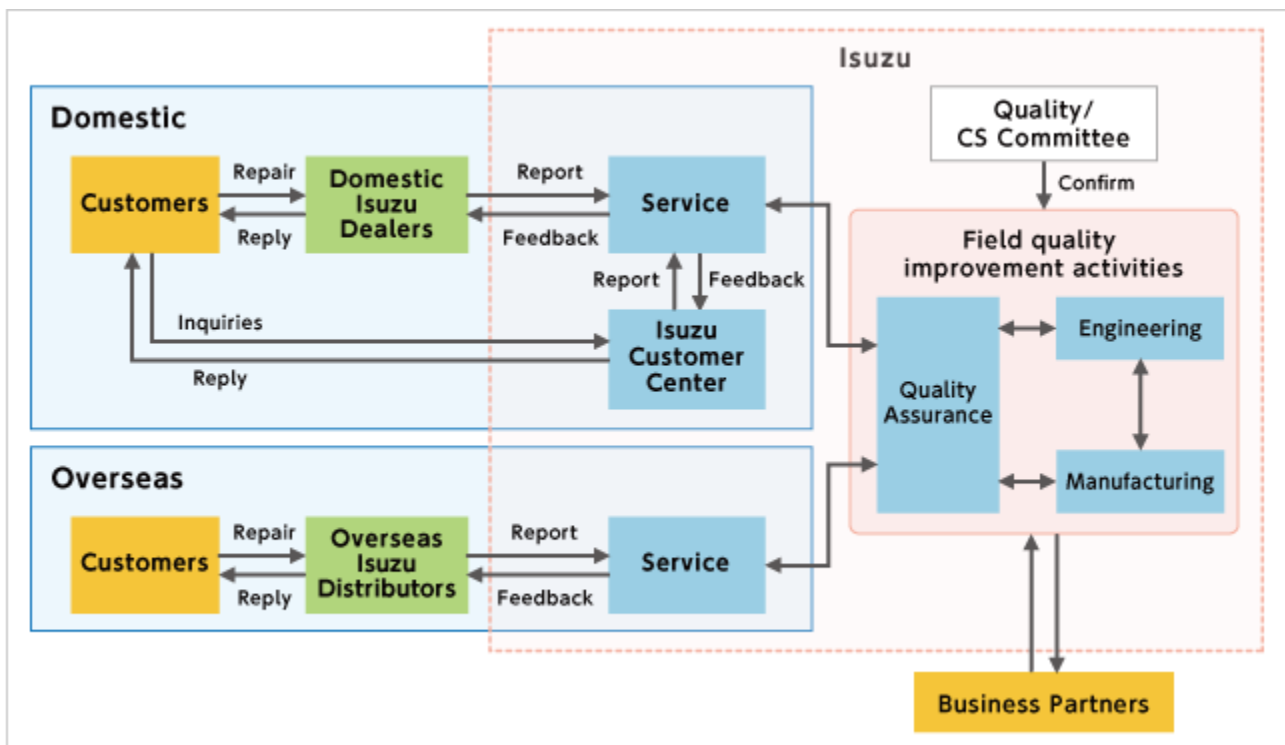 Isuzu
Domestic
Quality/
CS Committee
Confirm
Customers
Repair
Reply
Domestic
Isuzu
Dealers
Report
Feedback
Service
Report
Feedback
Inquiries
Reply
Isuzu
Customer
Center
Field quality
improvement activities
Quality
Assurance
Engineering
Manufacturing
Overseas
Customers
Repair
Reply
Overseas
Isuzu
Distributors
Report
Feedback
Service
Business Partners